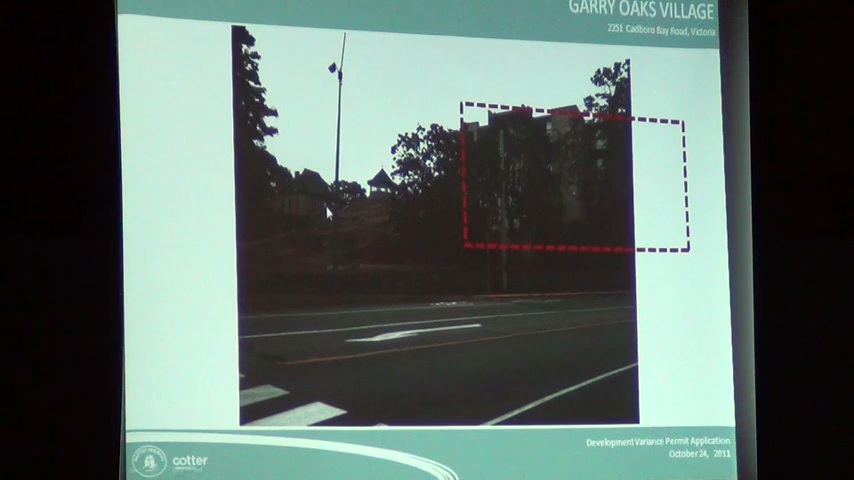 GARRY OAKS VILLAGE
2251 Cadboro Bay Road, Victoria
Development Variance Permit Application
October 24, 2011
cotter